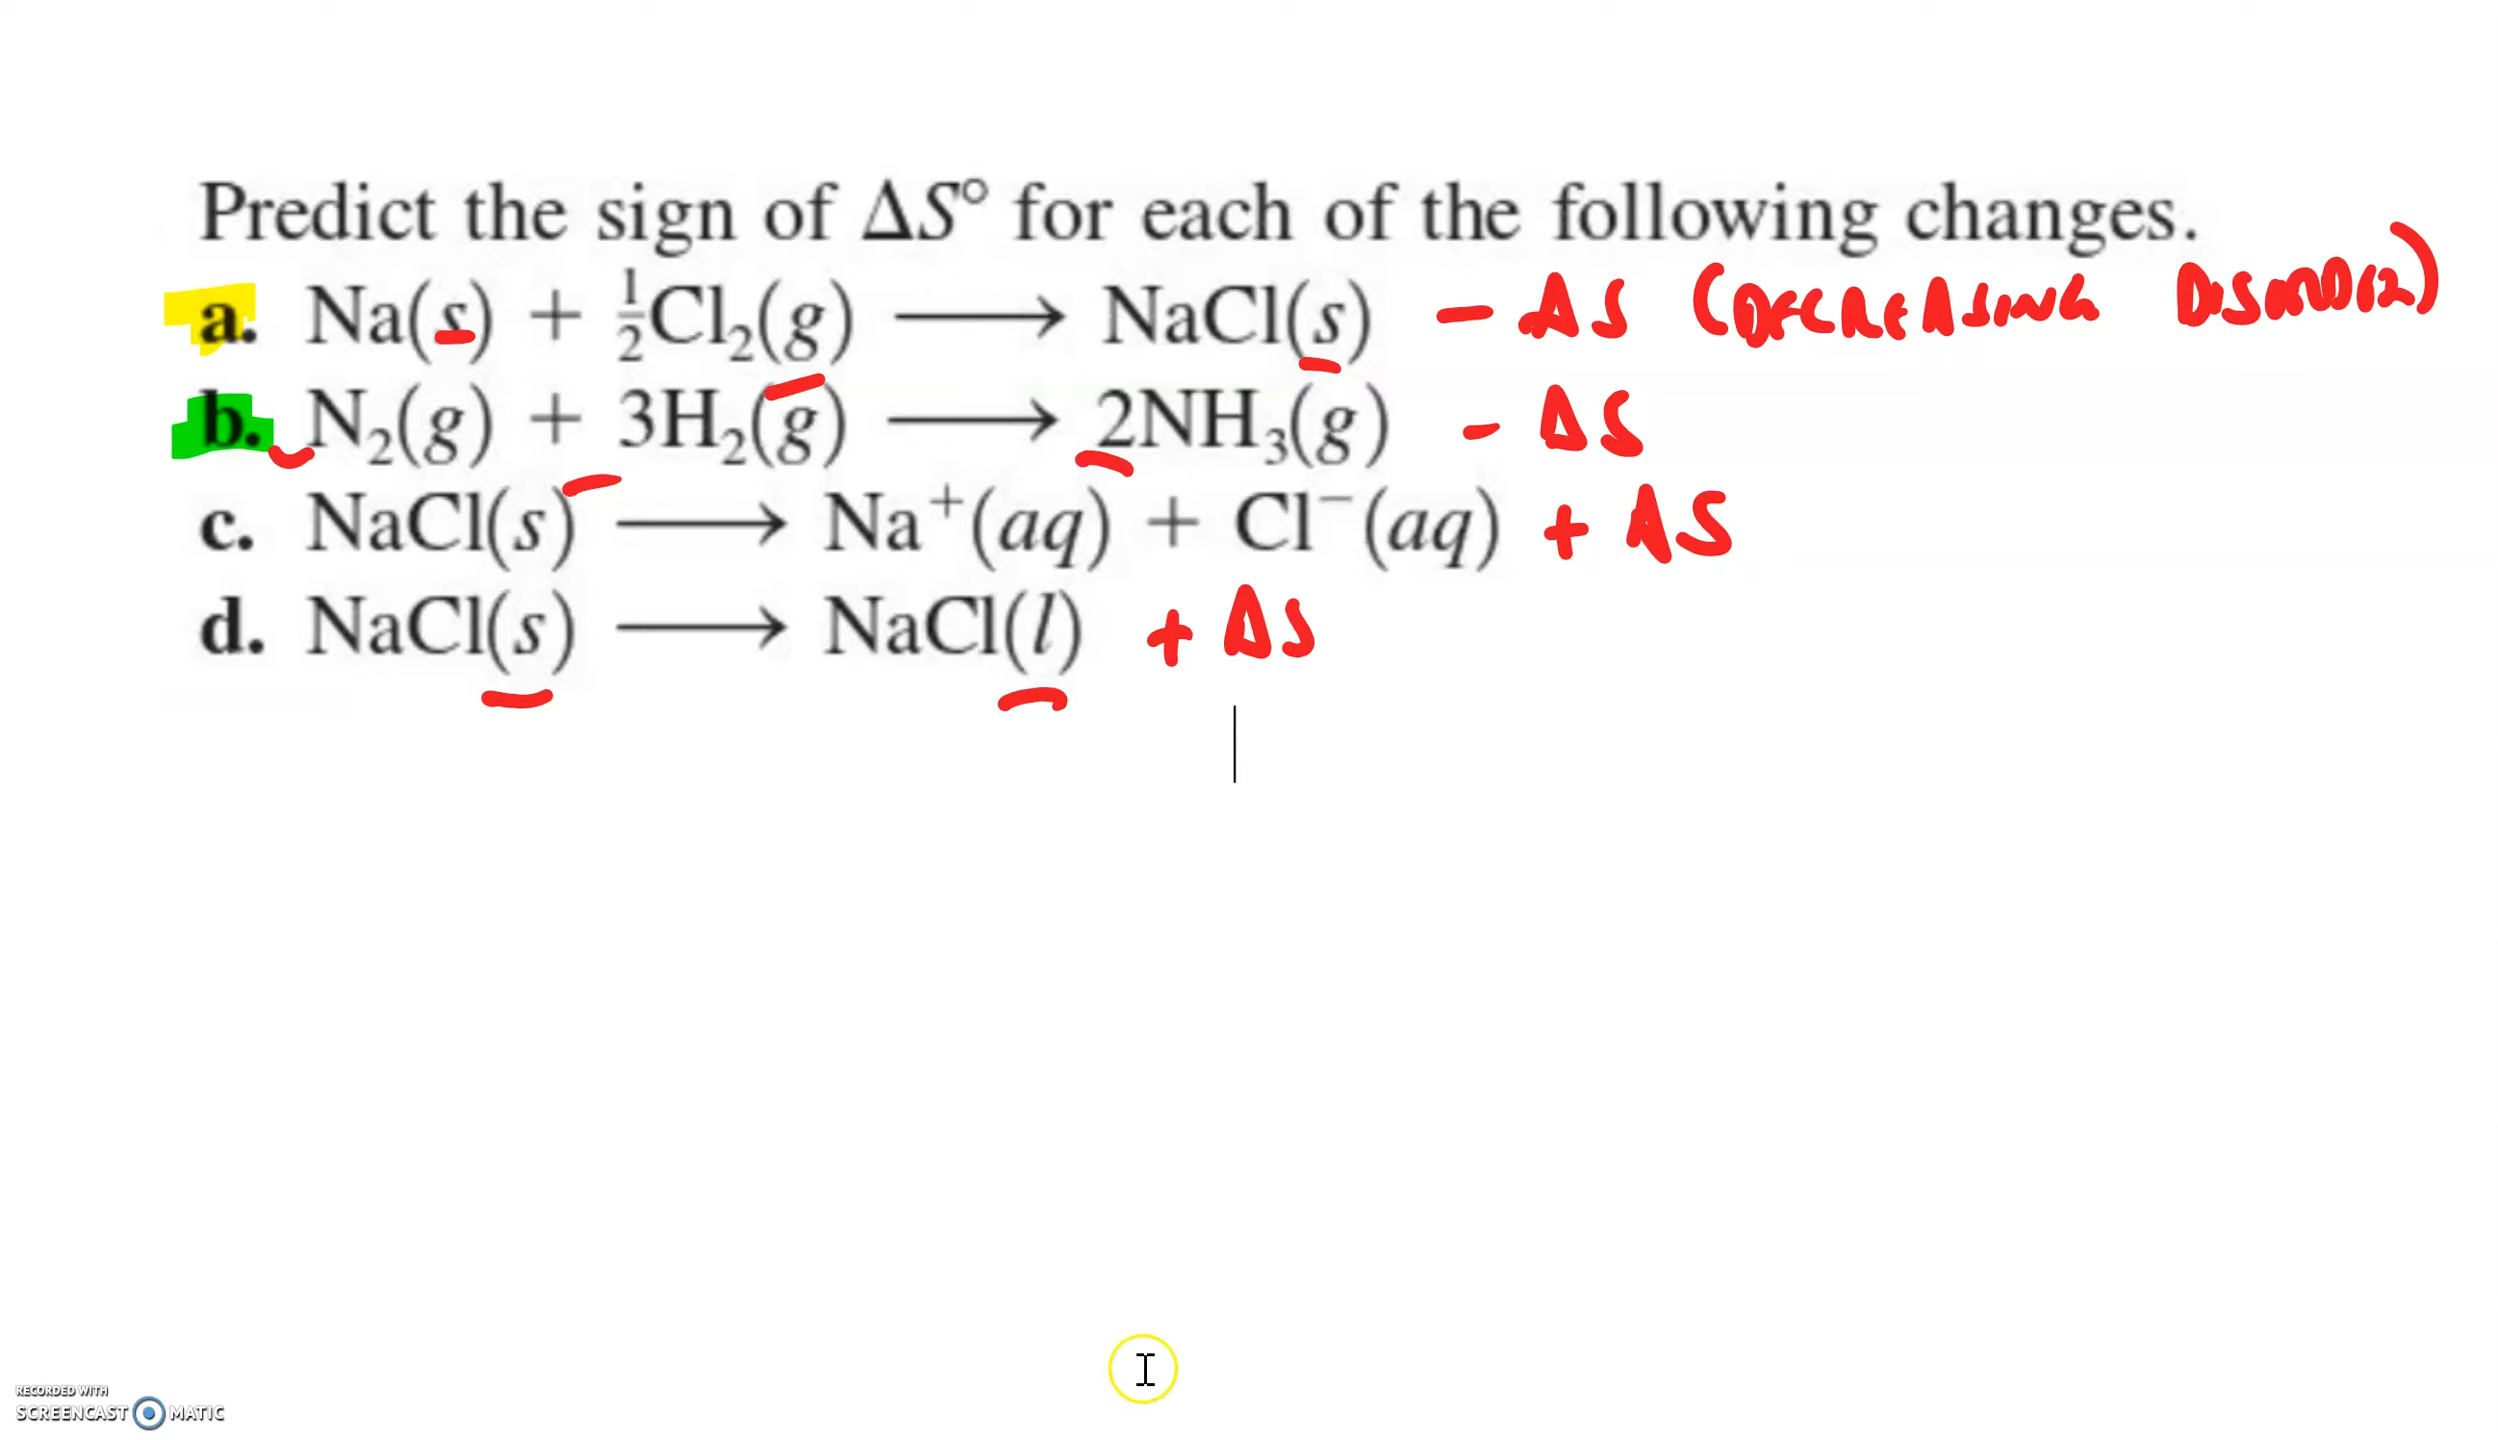 Predict the sign of ΔS° for each of the following changes.
a. Na(s) + ½Cl₂(g) ⟶ NaCl(s) - ΔS (DECREASING DISORDER)
b. N₂(g) + 3H₂(g) ⟶ 2NH₃(g) - ΔS
c. NaCl(s) ⟶ Na⁺(aq) + Cl⁻(aq) + ΔS
d. NaCl(s) ⟶ NaCl(l) + ΔS
RECORDED WITH
SCREENCAST MATIC